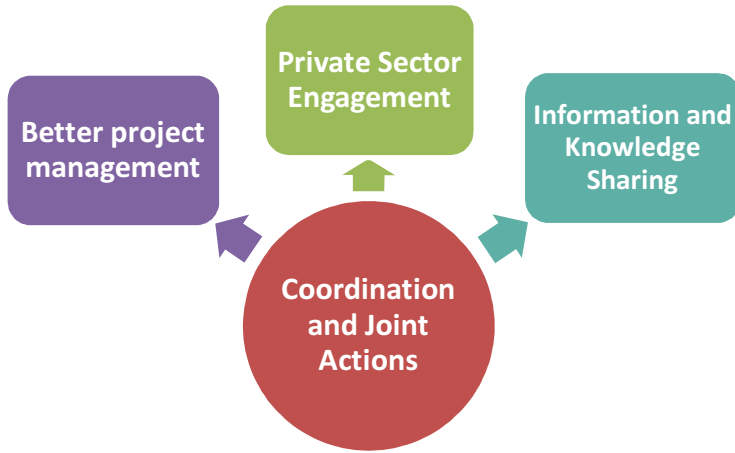 Private Sector
Engagement
Better project
management
Information and
Knowledge
Sharing
Coordination
and Joint
Actions